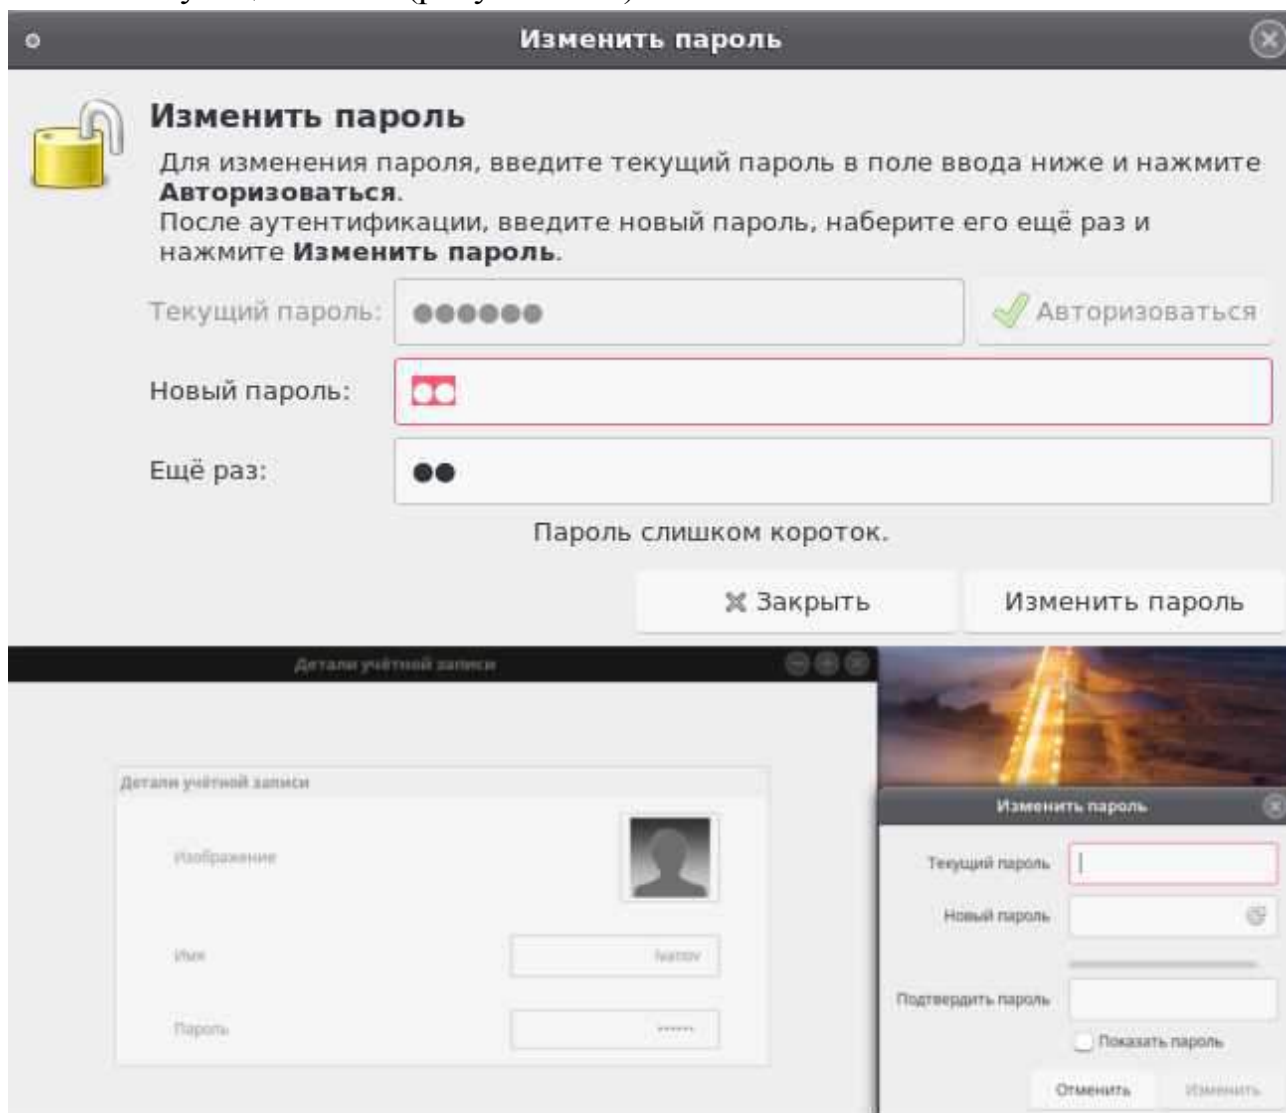 Изменить пароль
Изменить пароль
Для изменения пароля, введите текущий пароль в поле ввода ниже и нажмите
Авторизоваться.
После аутентификации, введите новый пароль, наберите его ещё раз и
нажмите Изменить пароль.
Текущий пароль: ●●●●●● Авторизоваться
Новый пароль: ●●
Ещё раз: ●●
Пароль слишком короток.
Закрыть Изменить пароль
Детали учётной записи
Детали учётной записи
Изображение
Имя ivanov
Пароль ••••••
Изменить пароль
Текущий пароль
Новый пароль
Подтвердить пароль
Показать пароль
Отменить Изменить